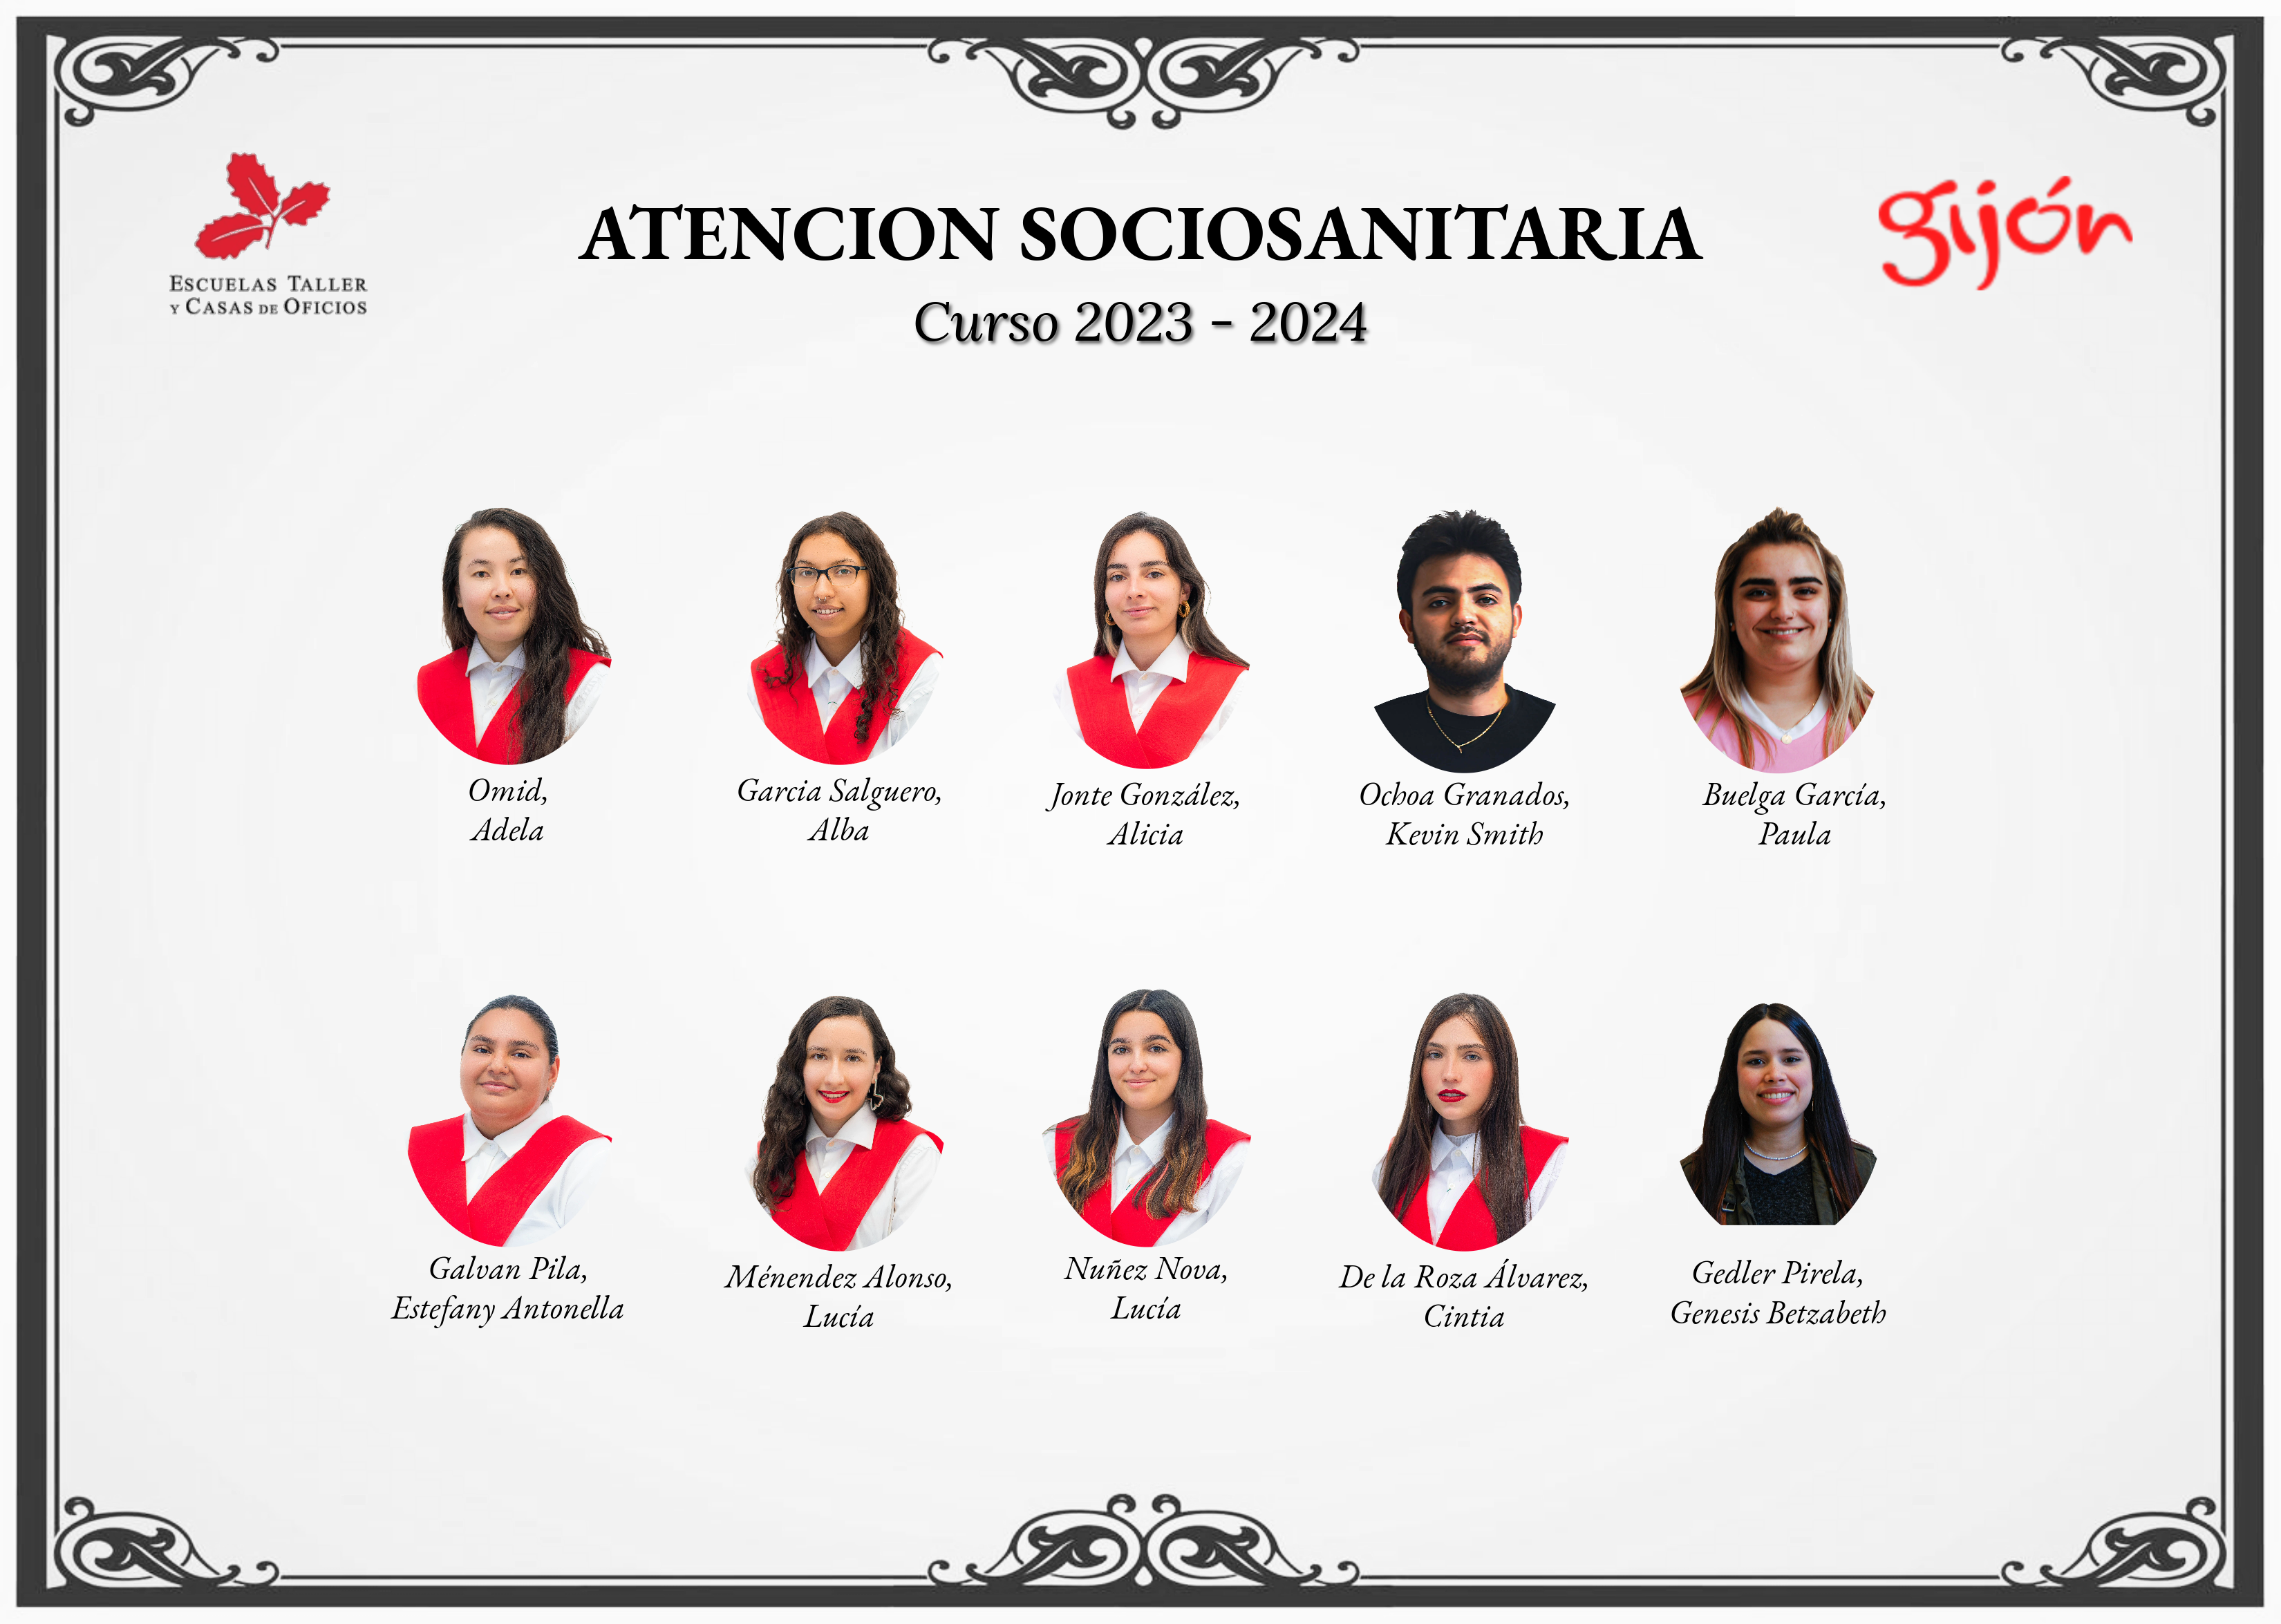 ESCUELAS TALLER
Y CASAS DE OFICIOS
ATENCION SOCIOSANITARIA
gijón
Curso 2023 - 2024
Omid,
Adela
Garcia Salguero,
Alba
Jonte González,
Alicia
Ochoa Granados,
Kevin Smith
Buelga García,
Paula
Galvan Pila,
Estefany Antonella
Ménendez Alonso,
Lucía
Nuñez Nova,
Lucía
De la Roza Álvarez,
Cintia
Gedler Pirela,
Genesis Betzabeth